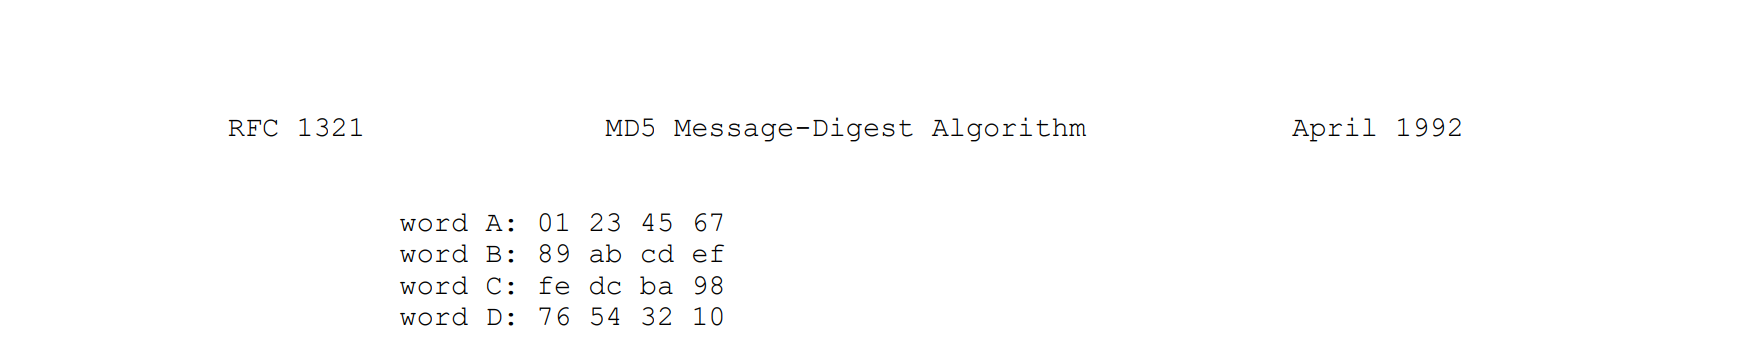 RFC 1321 MD5 Message-Digest Algorithm April 1992
word A: 01 23 45 67
word B: 89 ab cd ef
word C: fe dc ba 98
word D: 76 54 32 10